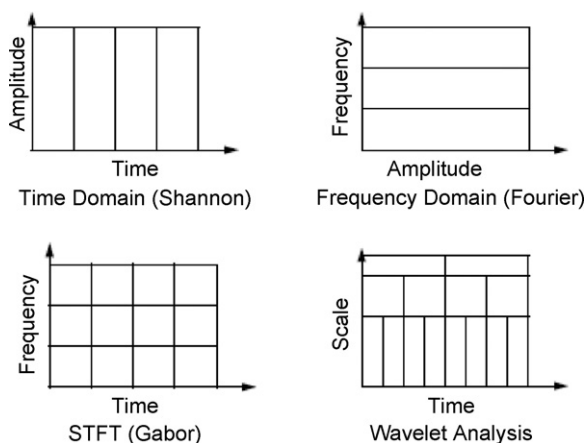 Amplitude
Time
Time Domain (Shannon)
Frequency
Amplitude
Frequency Domain (Fourier)
Frequency
Time
STFT (Gabor)
Scale
Time
Wavelet Analysis